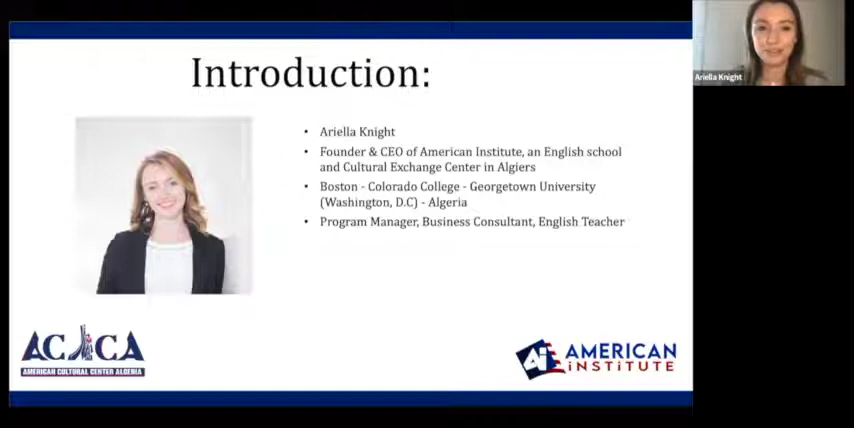 Introduction:
Ariella Knight
• Ariella Knight
• Founder & CEO of American Institute, an English school
and Cultural Exchange Center in Algiers
• Boston - Colorado College - Georgetown University
(Washington, D.C) - Algeria
• Program Manager, Business Consultant, English Teacher
ACCA
AMERICAN CULTURAL CENTER ALGERIA
Ai AMERICAN
INSTITUTE